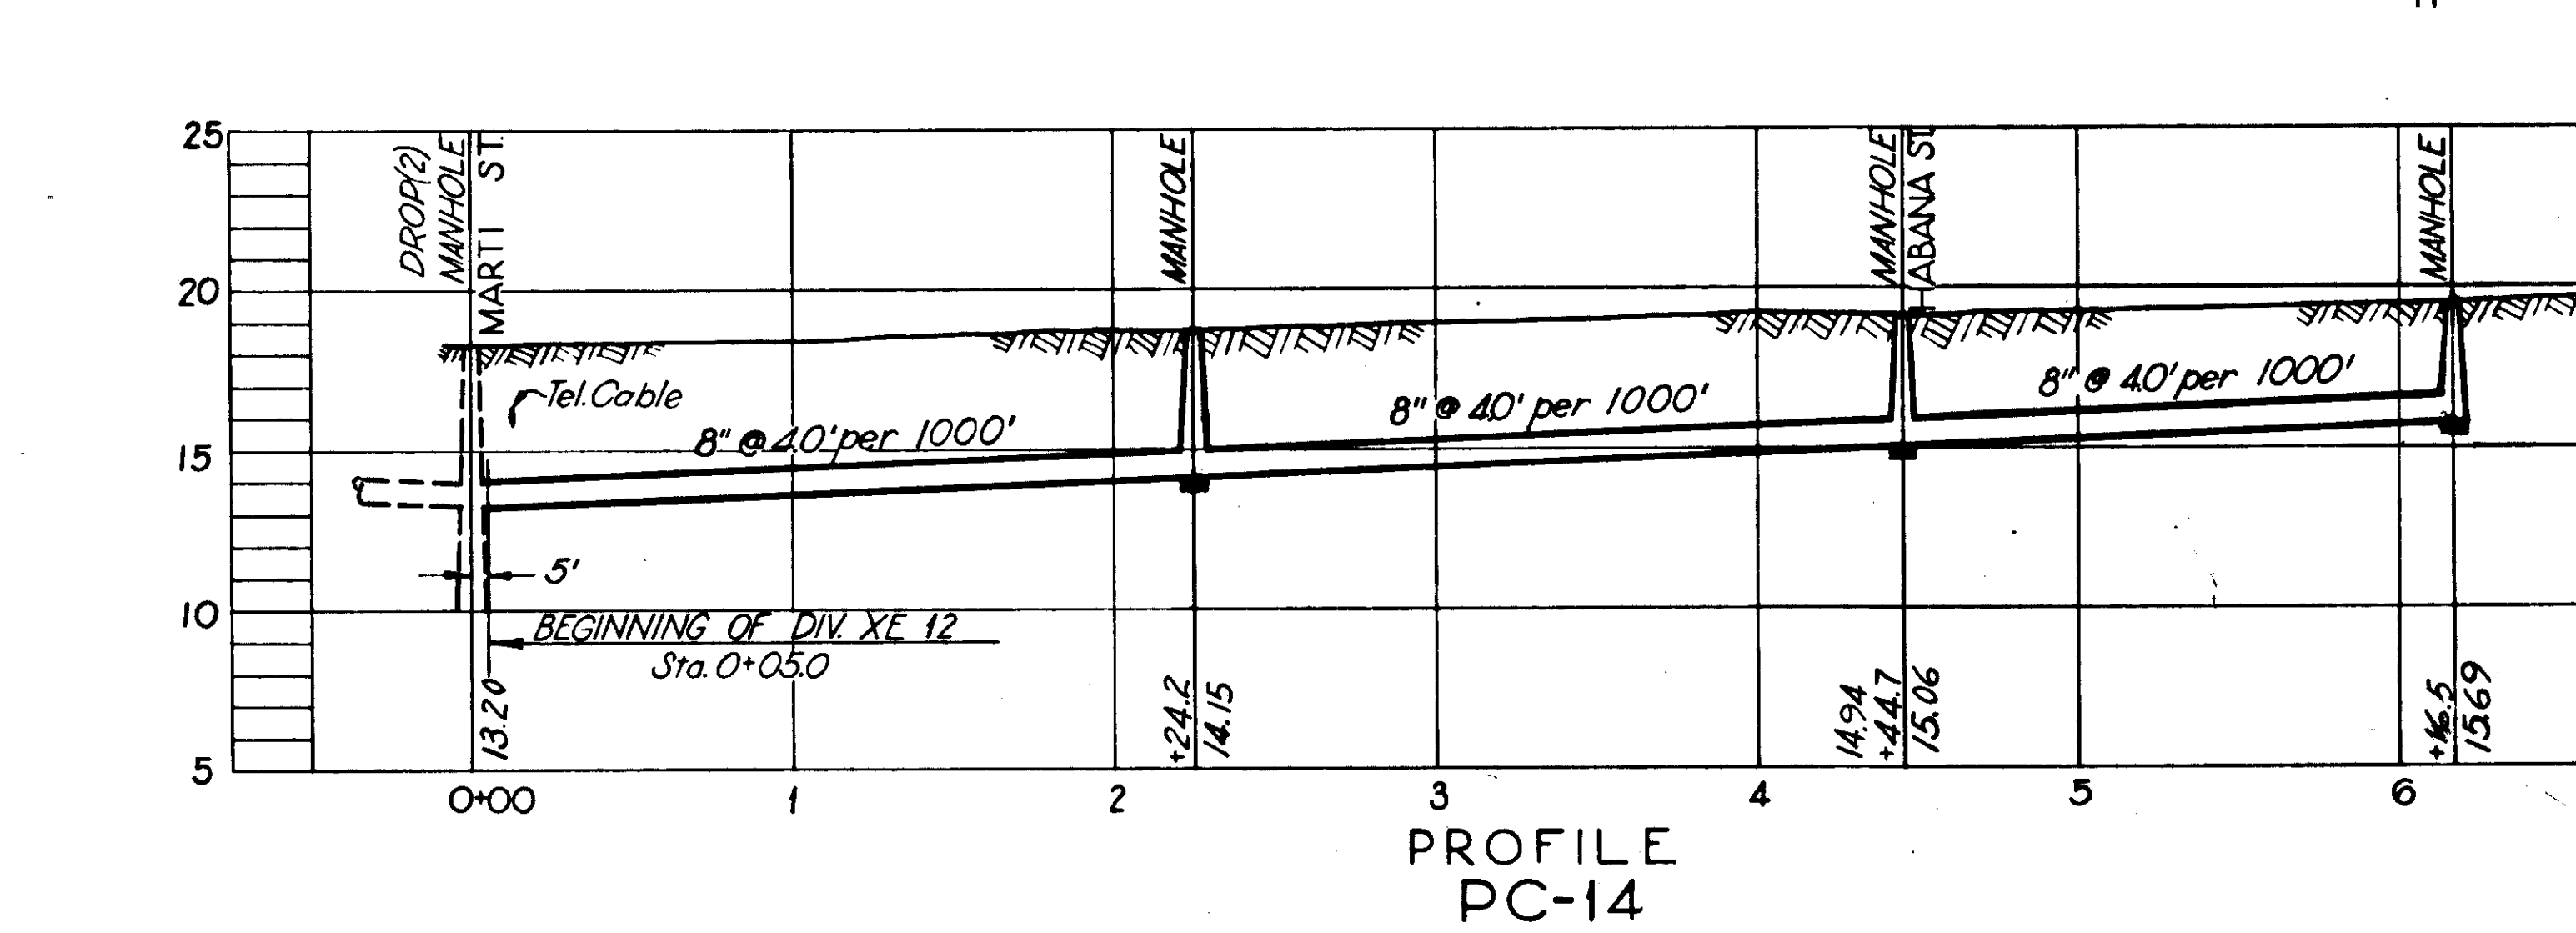 25
20
15
10
5
DROP(2)
MANHOLE
MARTI ST.
MANHOLE
MANHOLE
ABANA ST
MANHOLE
Tel. Cable
8" @ 4.0' per 1000'
8" @ 4.0' per 1000'
8" @ 4.0' per 1000'
5'
BEGINNING OF DIV. XE 12
Sta. 0+05.0
13.20
+24.2
14.15
14.94
+44.7
15.06
15.69
0+00
1
2
3
4
5
6
PROFILE
PC-14